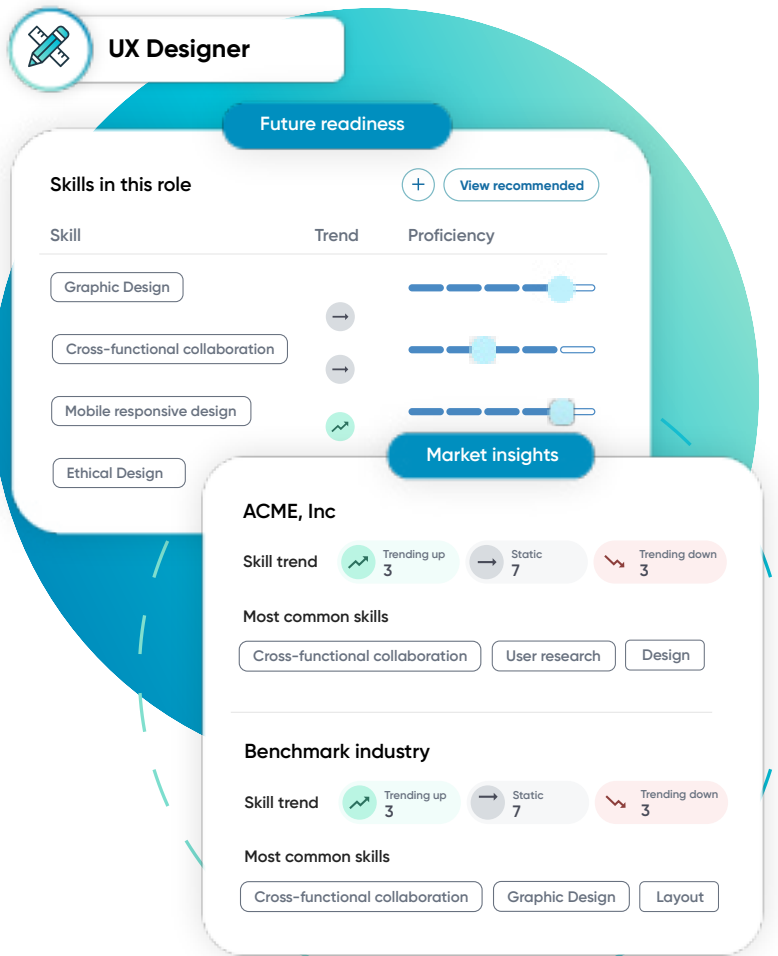 UX Designer
Future readiness
Skills in this role
+ View recommended
Skill Trend Proficiency
Graphic Design
Cross-functional collaboration
Mobile responsive design
Ethical Design
Market insights
ACME, Inc
Skill trend Trending up 3 Static 7 Trending down 3
Most common skills
Cross-functional collaboration User research Design
Benchmark industry
Skill trend Trending up 3 Static 7 Trending down 3
Most common skills
Cross-functional collaboration Graphic Design Layout